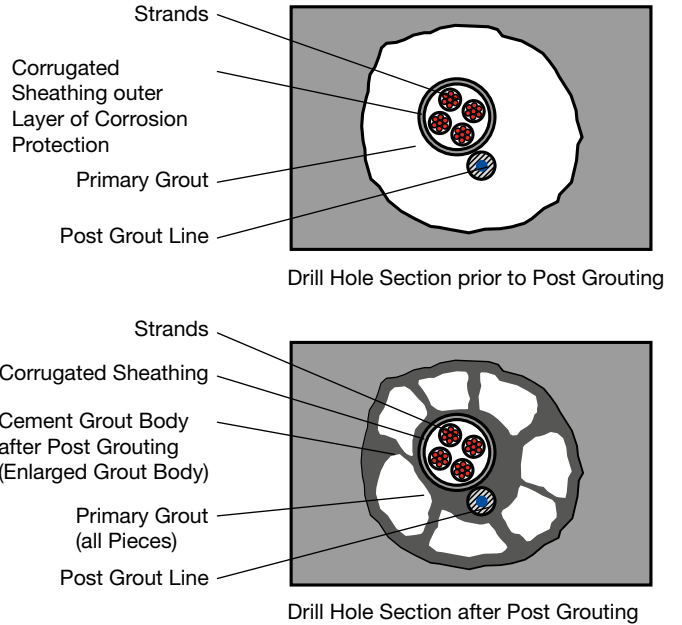 Strands
Corrugated
Sheathing outer
Layer of Corrosion
Protection
Primary Grout
Post Grout Line
Drill Hole Section prior to Post Grouting
Strands
Corrugated Sheathing
Cement Grout Body
after Post Grouting
(Enlarged Grout Body)
Primary Grout
(all Pieces)
Post Grout Line
Drill Hole Section after Post Grouting